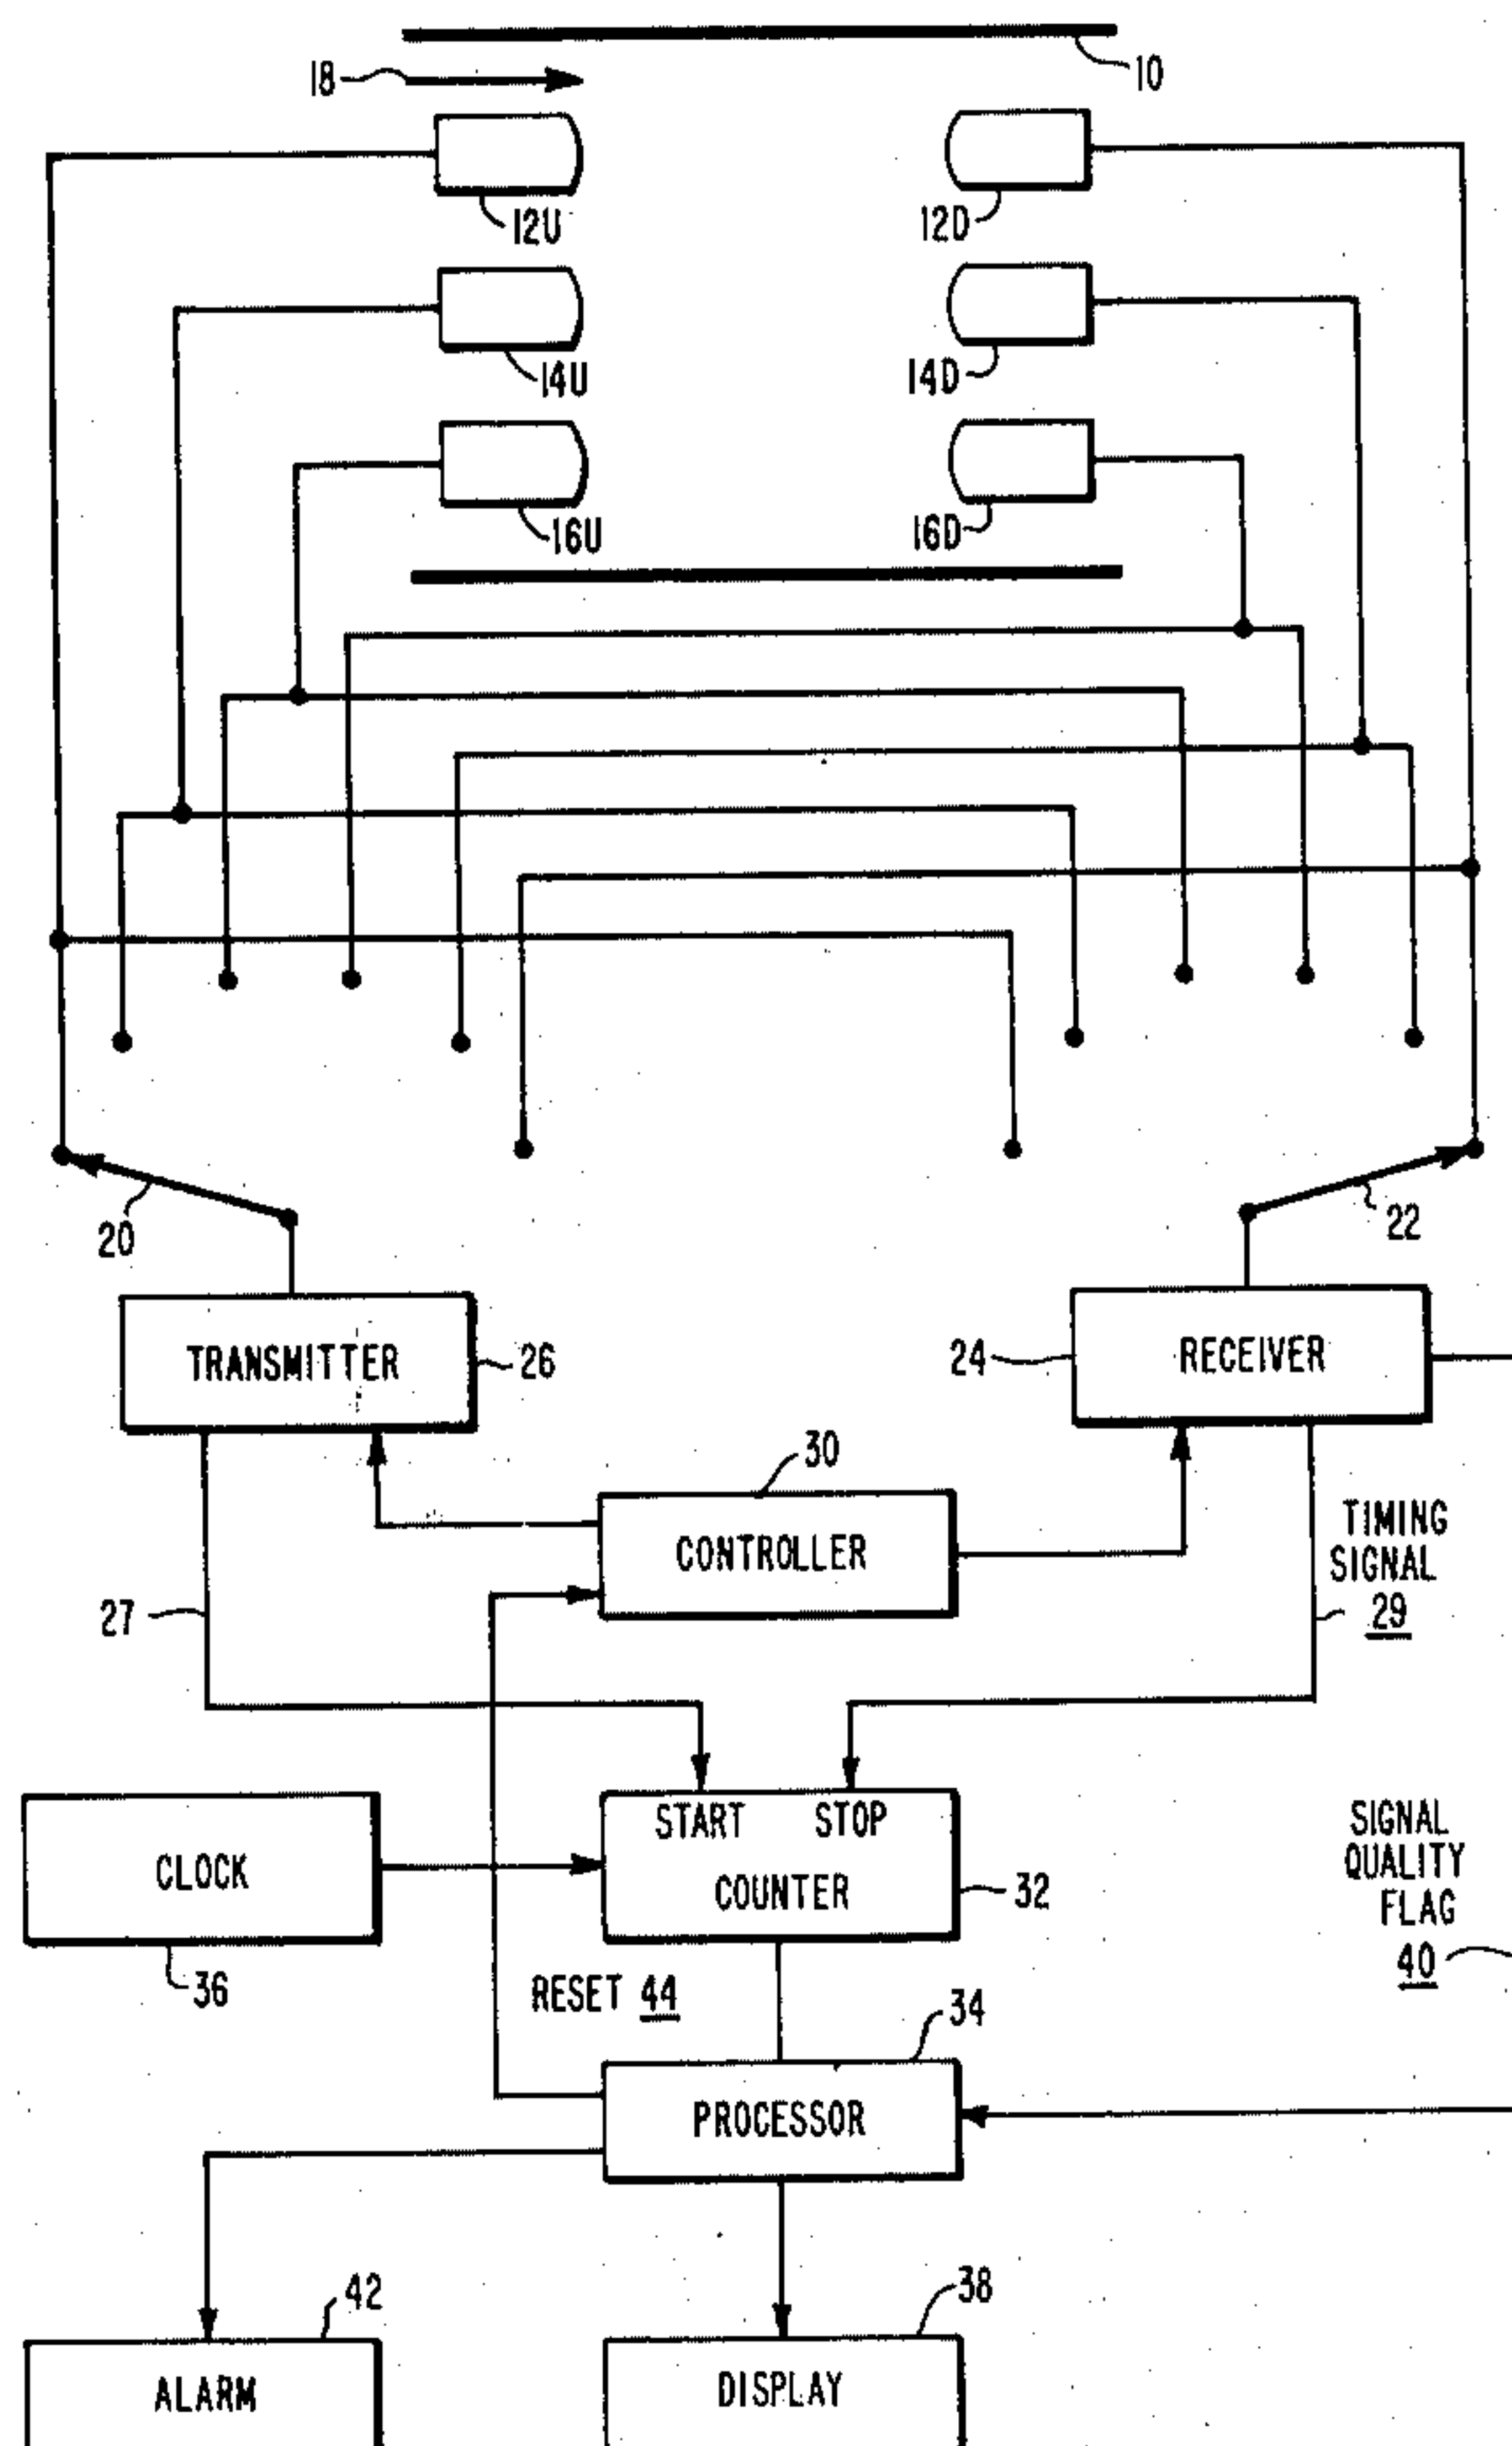 18
10
12U
12D
14U
14D
16U
16D
20
22
TRANSMITTER
26
24
RECEIVER
30
CONTROLLER
TIMING
SIGNAL
29
27
START STOP
COUNTER
32
CLOCK
36
SIGNAL
QUALITY
FLAG
40
RESET 44
34
PROCESSOR
42
ALARM
38
DISPLAY